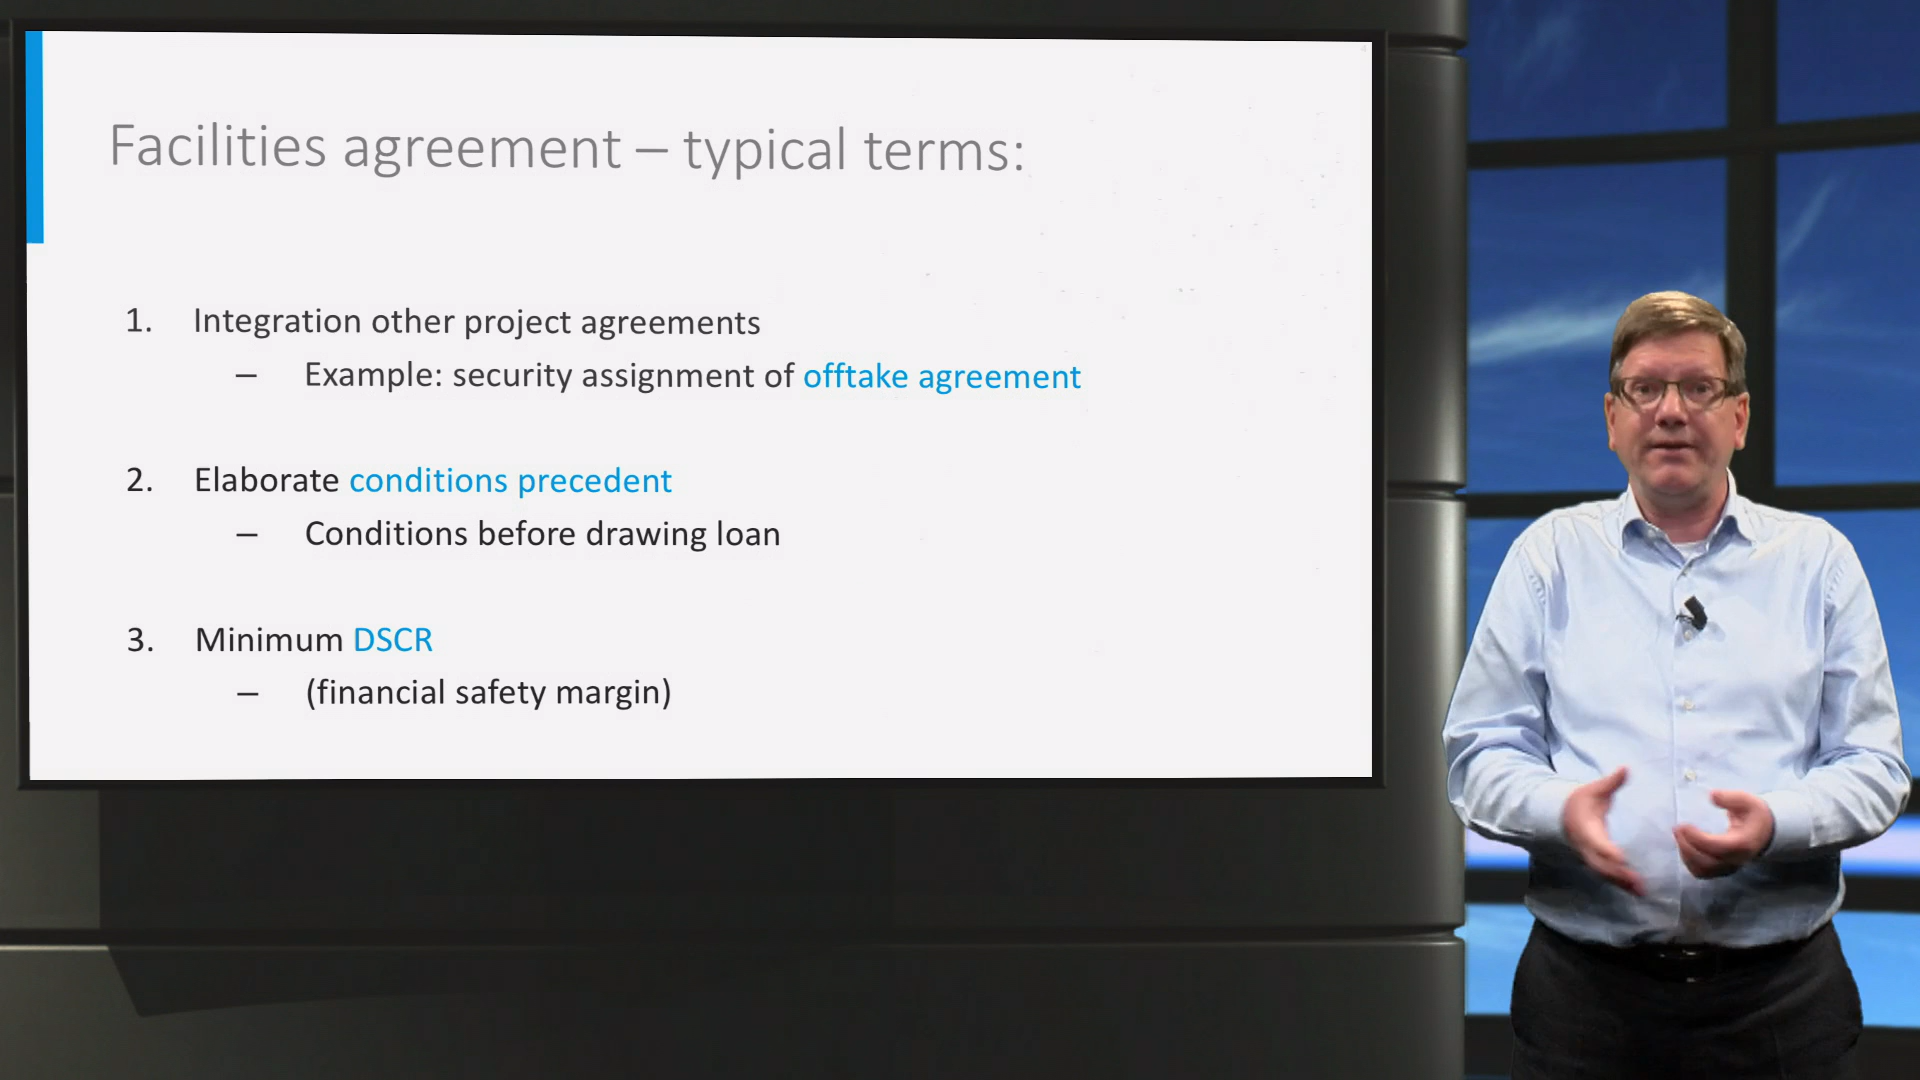 Facilities agreement – typical terms:
1. Integration other project agreements
– Example: security assignment of offtake agreement
2. Elaborate conditions precedent
– Conditions before drawing loan
3. Minimum DSCR
– (financial safety margin)